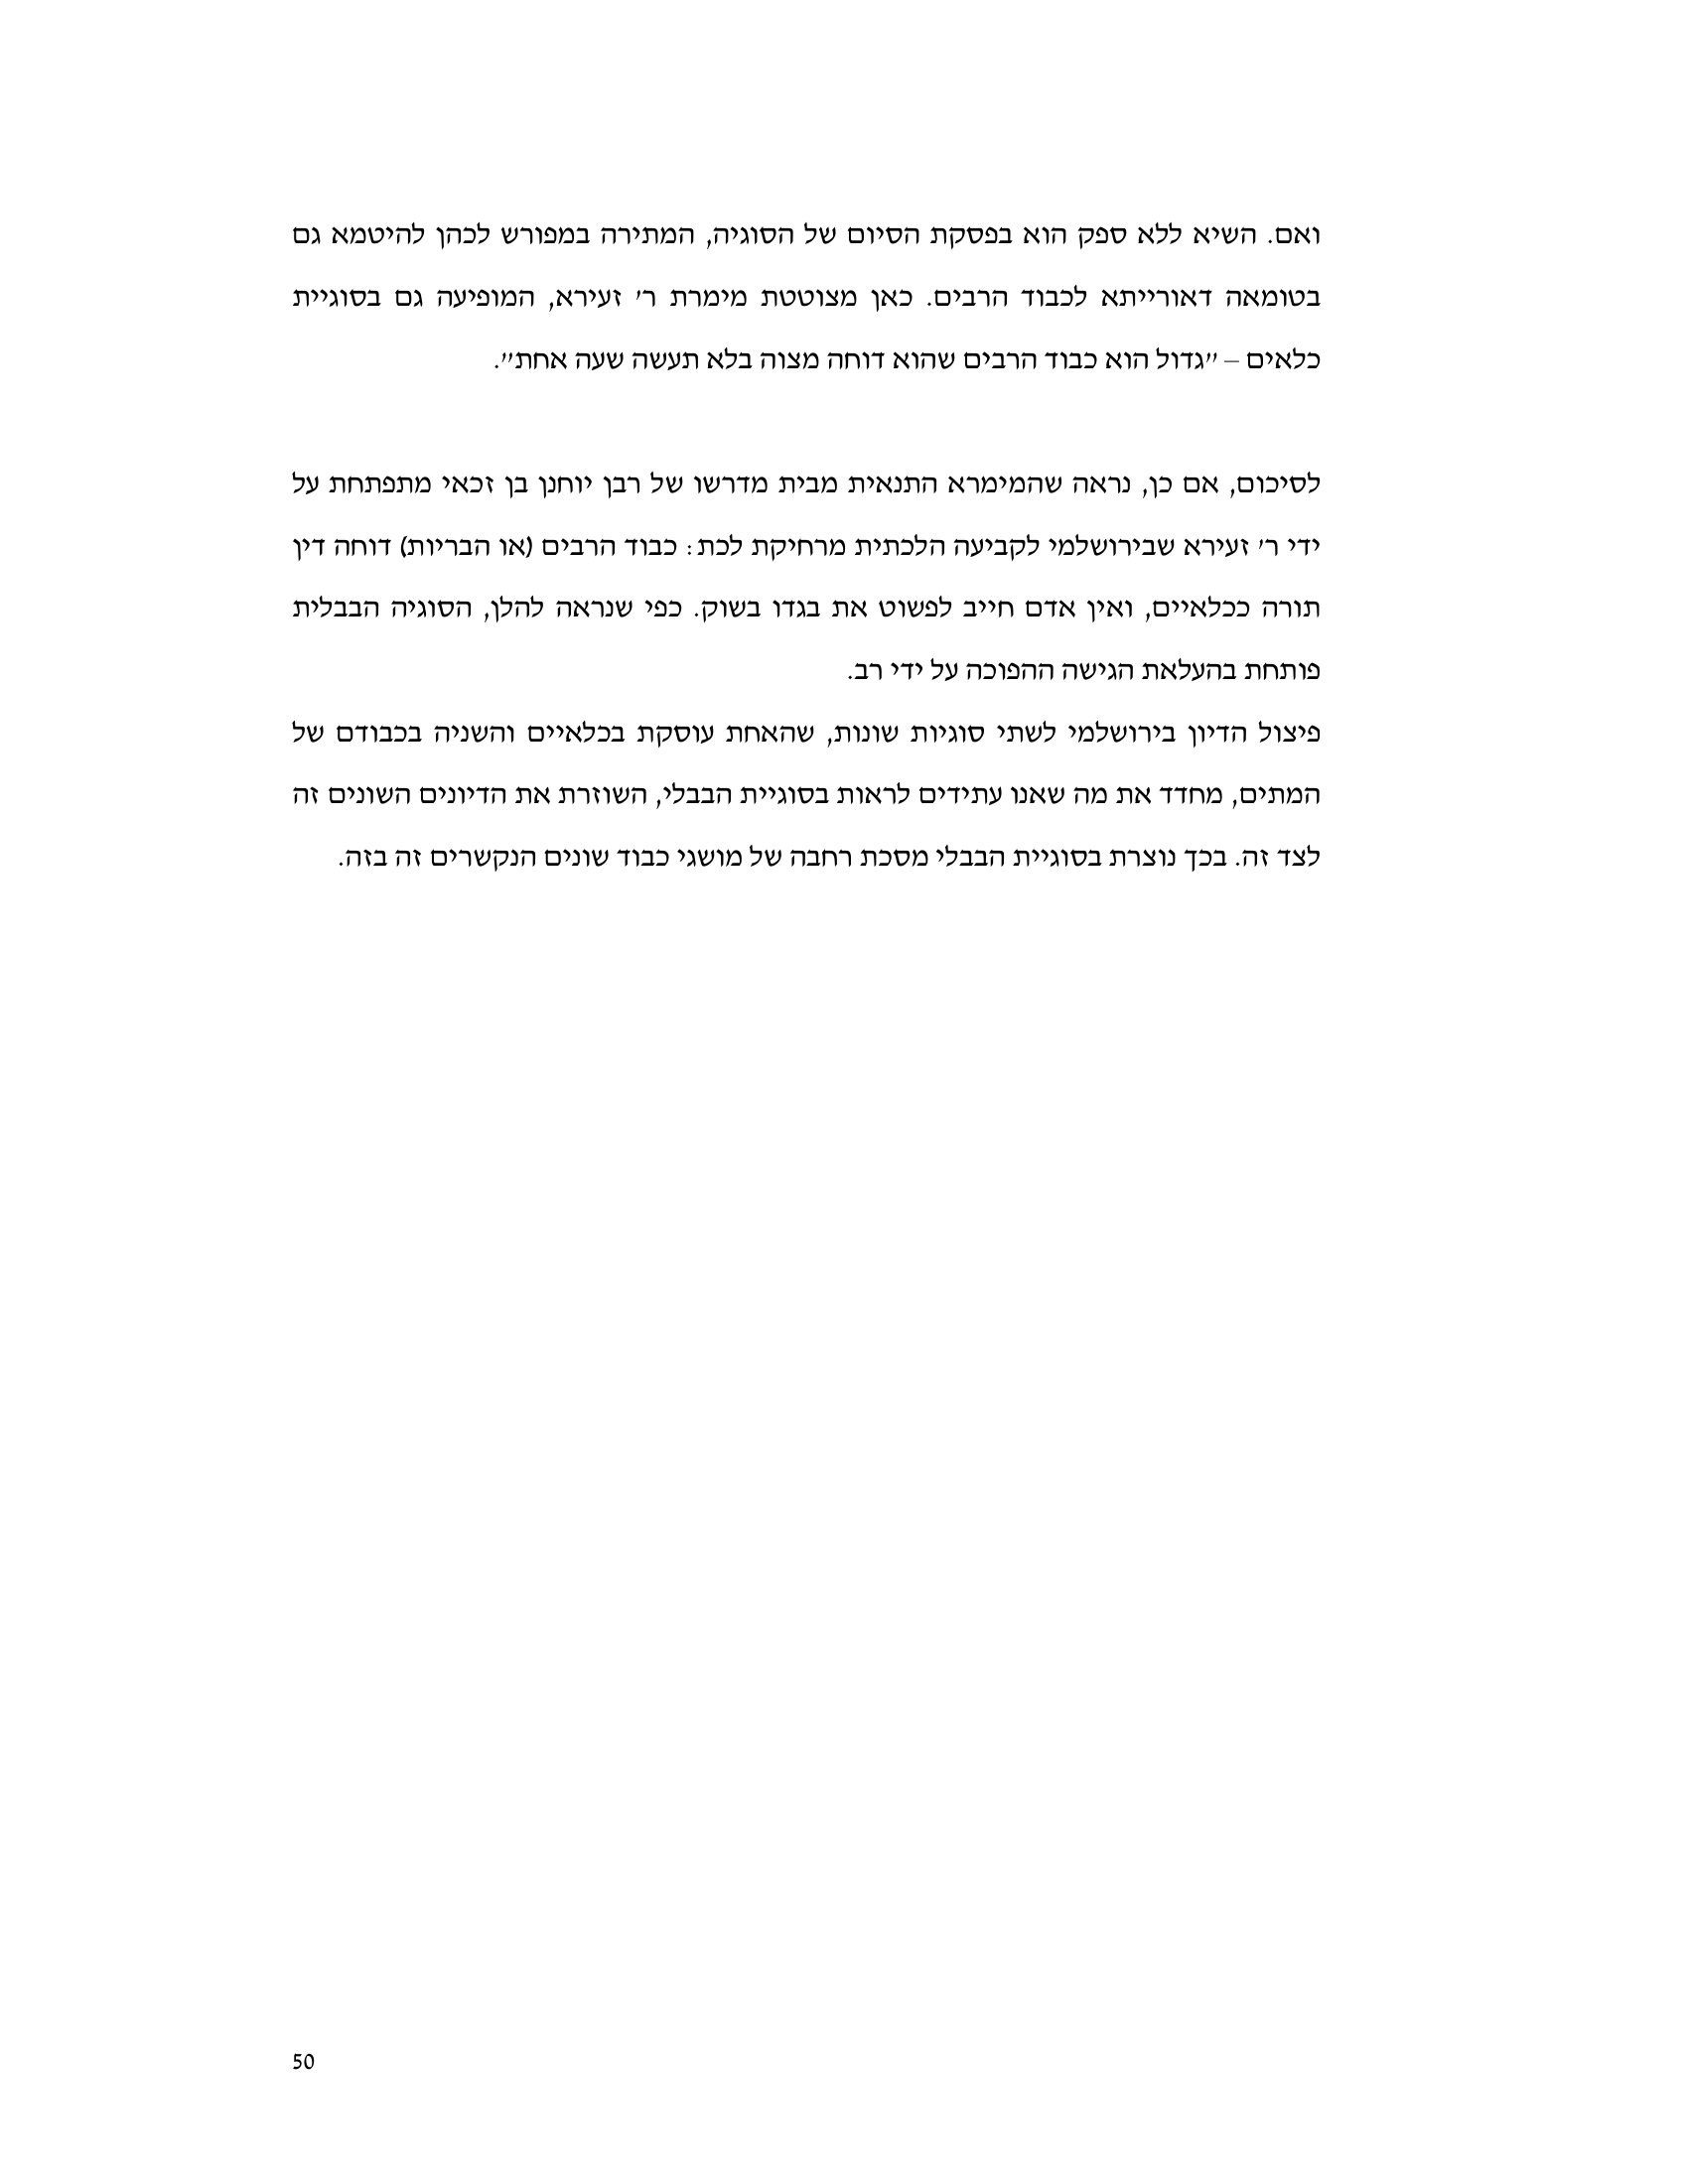 ואם. השיא ללא ספק הוא בפסקת הסיום של הסוגיה, המתירה במפורש לכהן להיטמא גם
בטומאה דאורייתא לכבוד הרבים. כאן מצוטטת מימרת ר' זעירא, המופיעה גם בסוגיית
כלאים – "גדול הוא כבוד הרבים שהוא דוחה מצוה בלא תעשה שעה אחת".
לסיכום, אם כן, נראה שהמימרא התנאית מבית מדרשו של רבן יוחנן בן זכאי מתפתחת על
ידי ר' זעירא שבירושלמי לקביעה הלכתית מרחיקת לכת: כבוד הרבים (או הבריות) דוחה דין
תורה ככלאיים, ואין אדם חייב לפשוט את בגדו בשוק. כפי שנראה להלן, הסוגיה הבבלית
פותחת בהעלאת הגישה ההפוכה על ידי רב.
פיצול הדיון בירושלמי לשתי סוגיות שונות, שהאחת עוסקת בכלאיים והשניה בכבודם של
המתים, מחדד את מה שאנו עתידים לראות בסוגיית הבבלי, השוזרת את הדיונים השונים זה
לצד זה. בכך נוצרת בסוגיית הבבלי מסכת רחבה של מושגי כבוד שונים הנקשרים זה בזה.
50